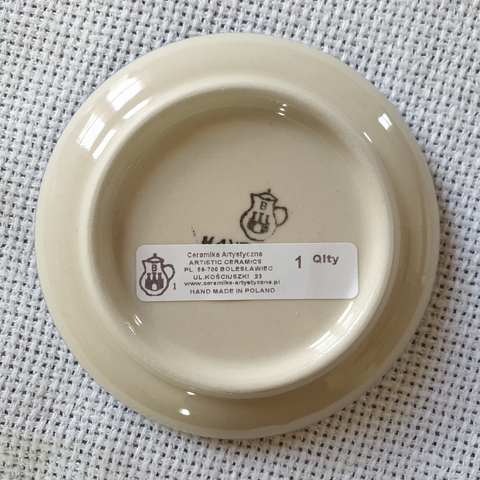 B
Ceramika Artystyczna
ARTISTIC CERAMICS
PL 59-700 BOLESŁAWIEC
UL.KOŚCIUSZKI 23
www.ceramika-artystyczna.pl
HAND MADE IN POLAND
B
1
1 Qlty